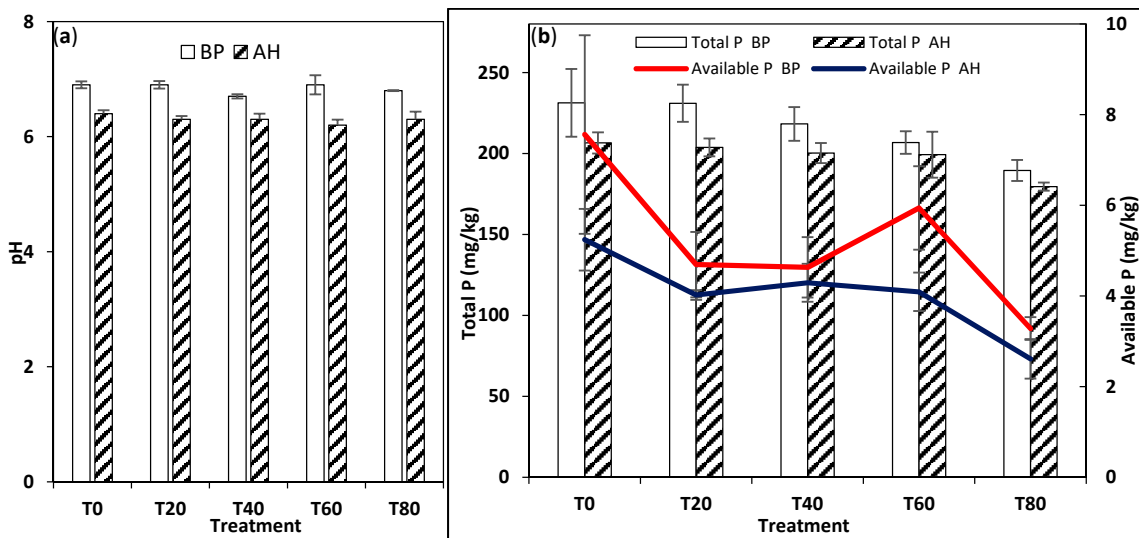 (a)
BP AH
8
6
4
2
0
pH
T0 T20 T40 T60 T80
Treatment
(b)
Total P BP Total P AH
Available P BP Available P AH
250
200
150
100
50
0
Total P (mg/kg)
10
8
6
4
2
0
Available P (mg/kg)
T0 T20 T40 T60 T80
Treatment